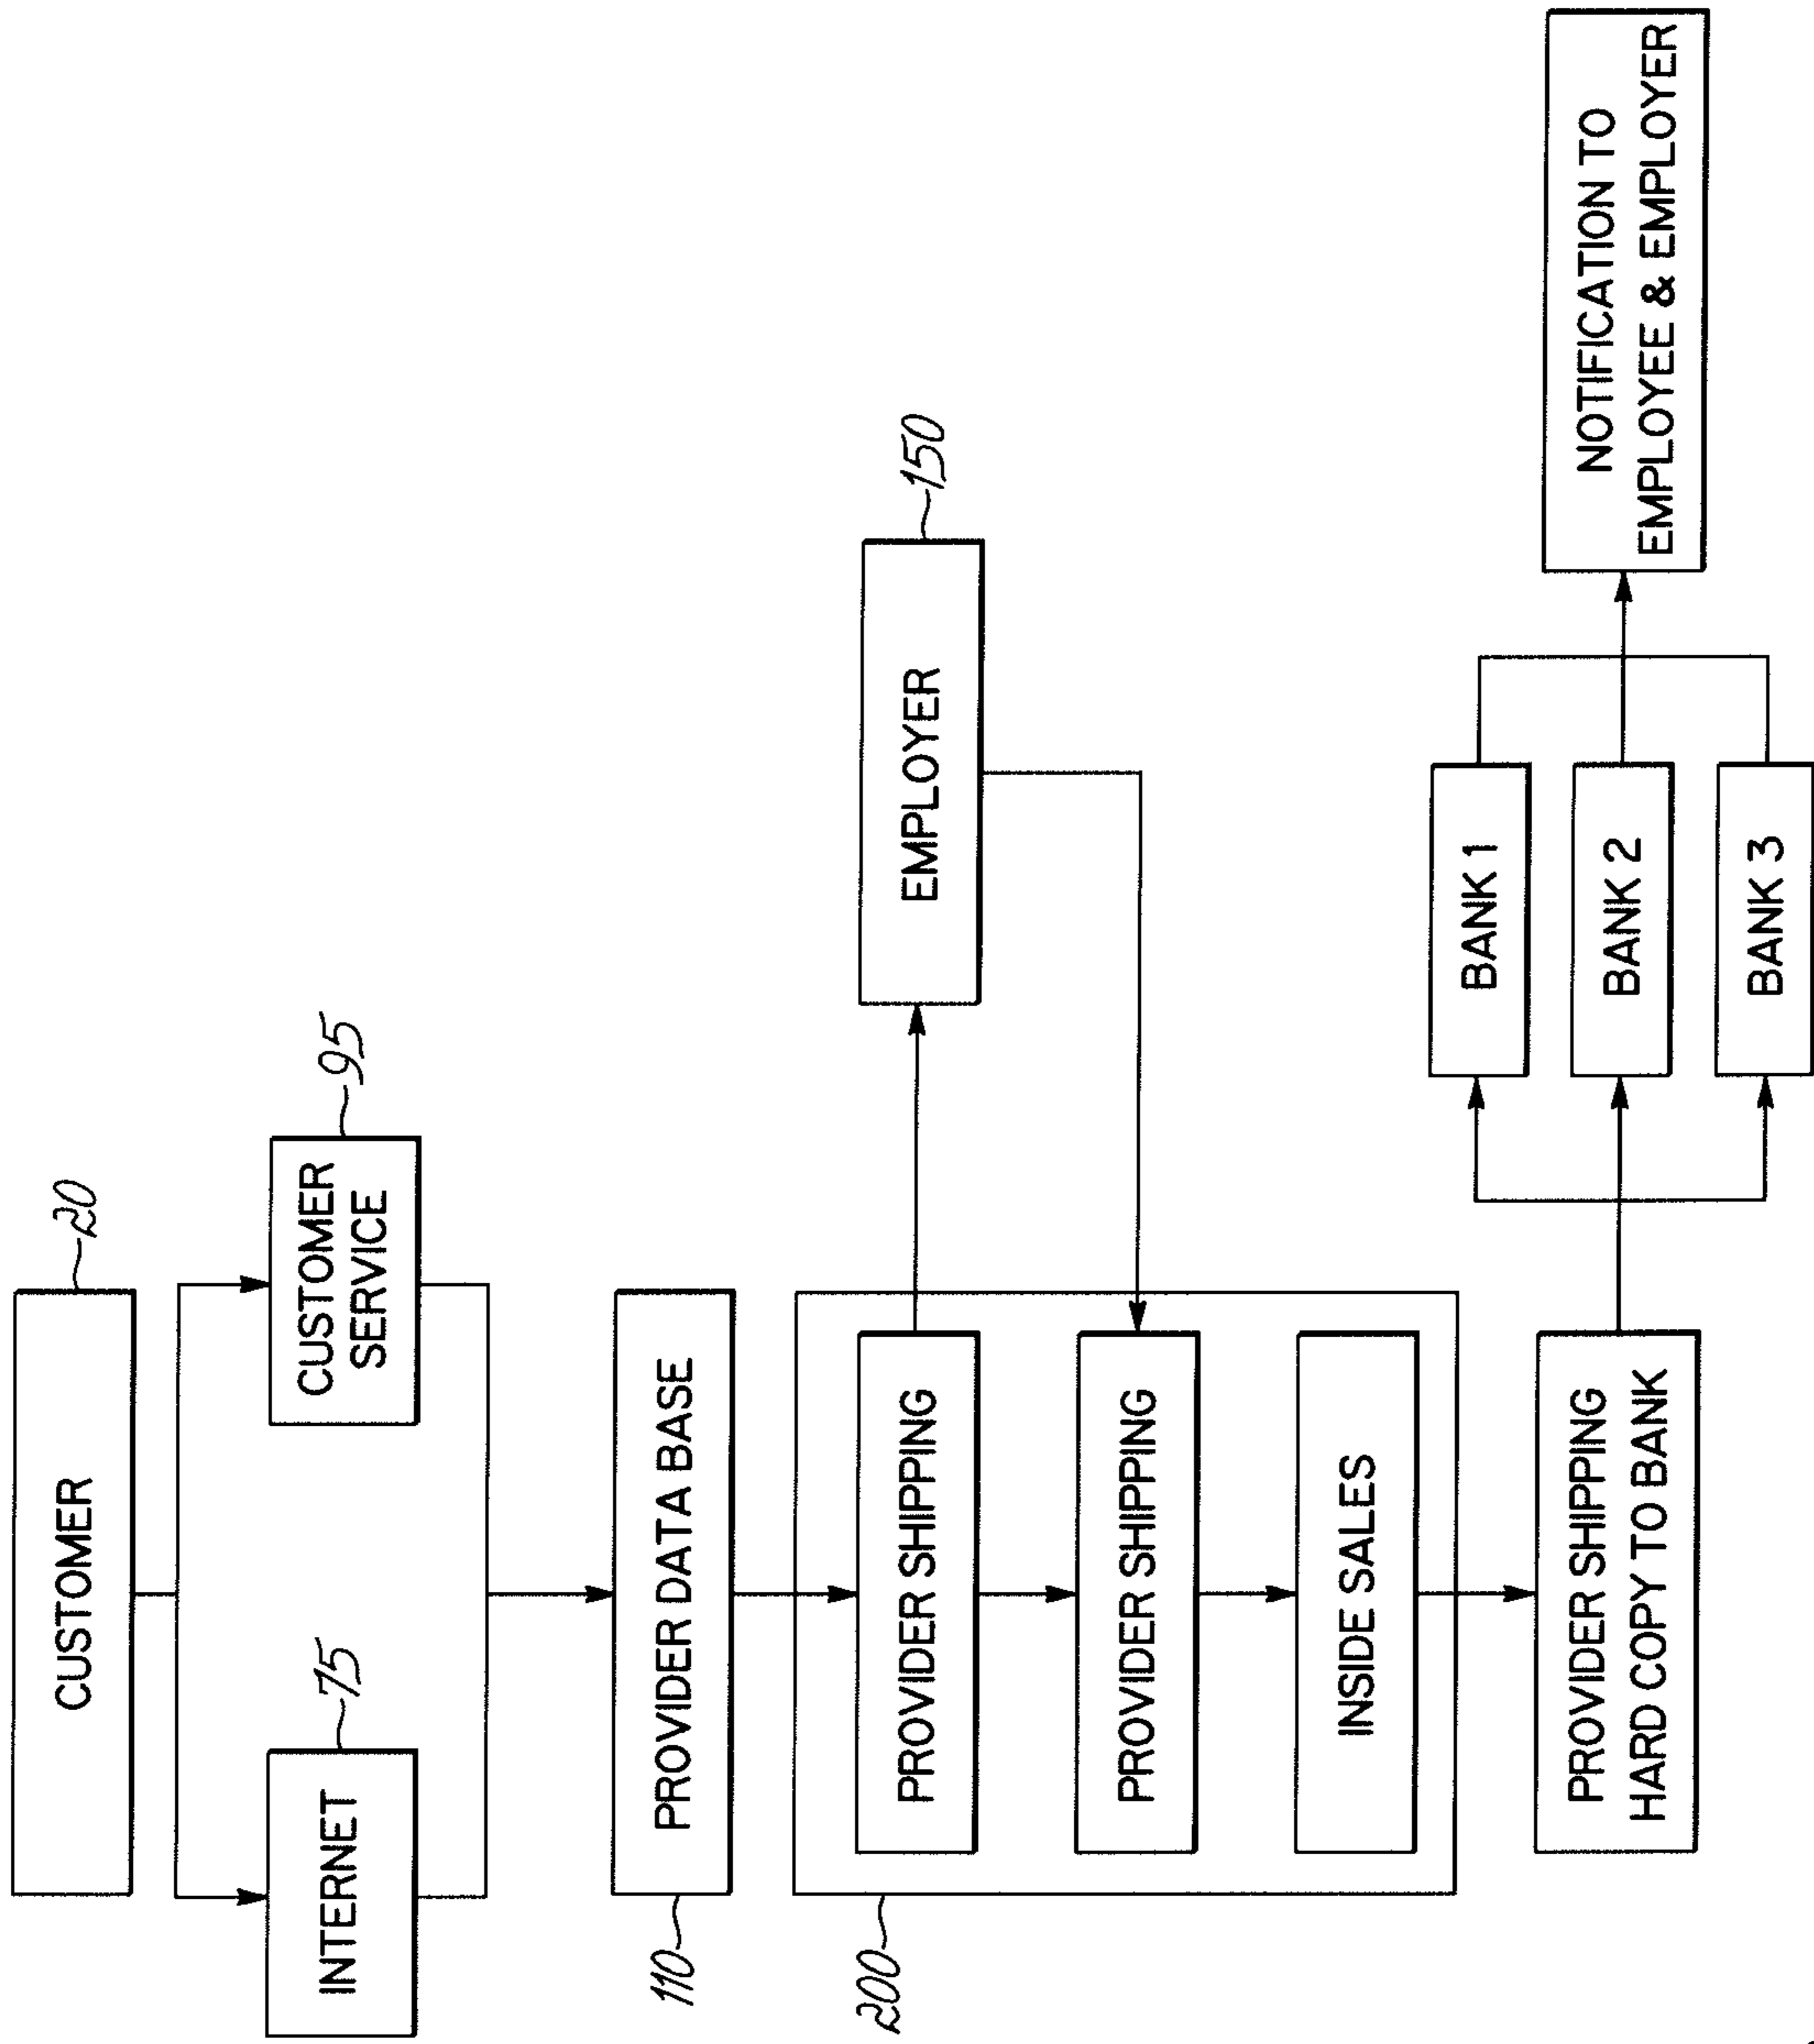 CUSTOMER
20
INTERNET
75
CUSTOMER
SERVICE
95
PROVIDER DATA BASE
110
200
PROVIDER SHIPPING
EMPLOYER
150
PROVIDER SHIPPING
INSIDE SALES
PROVIDER SHIPPING
HARD COPY TO BANK
BANK 1
BANK 2
BANK 3
NOTIFICATION TO
EMPLOYEE & EMPLOYER